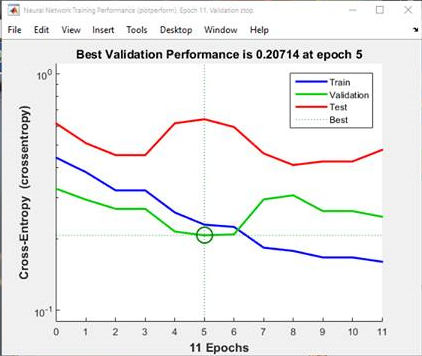 Neural Network Training Performance (plotperform), Epoch 11, Validation stop.
File Edit View Insert Tools Desktop Window Help
Best Validation Performance is 0.20714 at epoch 5
10⁰
Train
Validation
Test
Best
Cross-Entropy (crossentropy)
10⁻¹
0 1 2 3 4 5 6 7 8 9 10 11
11 Epochs